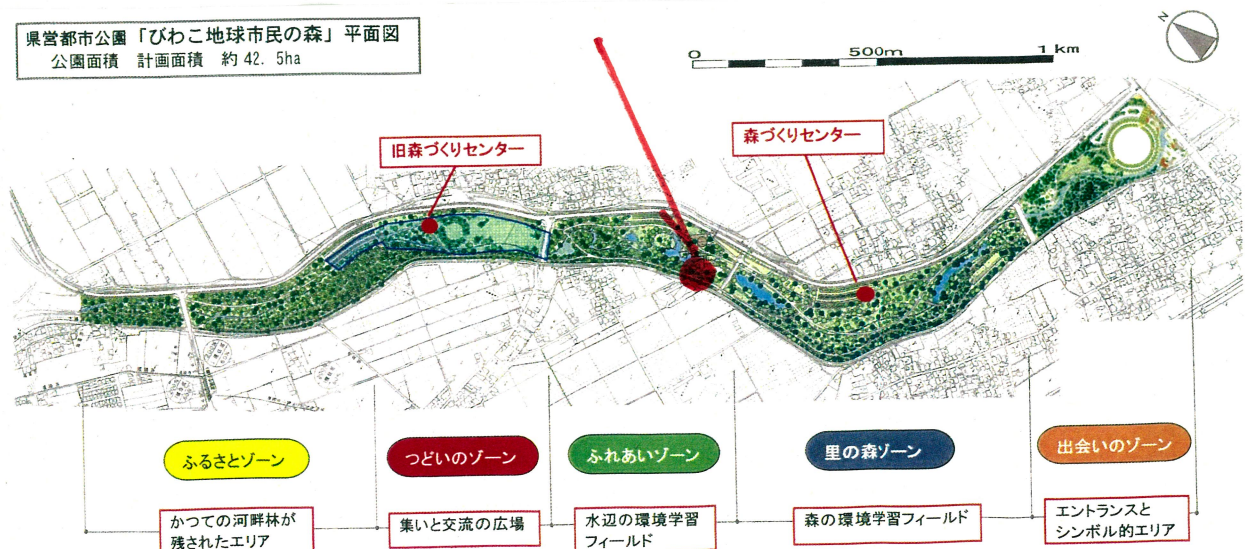 県営都市公園「びわこ地球市民の森」平面図
公園面積 計画面積 約42.5ha
0 500m 1km
N
旧森づくりセンター
森づくりセンター
ふるさとゾーン
つどいのゾーン
ふれあいゾーン
里の森ゾーン
出会いのゾーン
かつての河畔林が
残されたエリア
集いと交流の広場
水辺の環境学習
フィールド
森の環境学習フィールド
エントランスと
シンボル的エリア